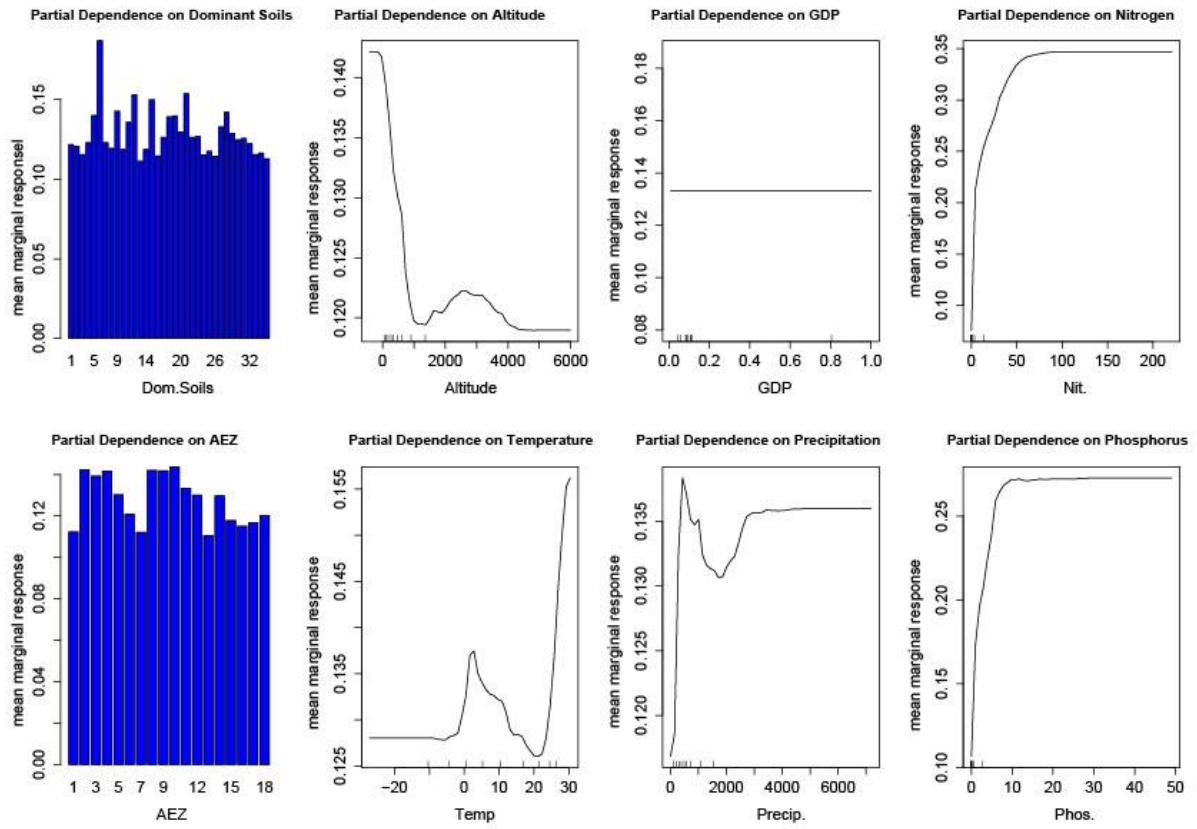 Partial Dependence on Dominant Soils
mean marginal responsel
0.00 0.05 0.10 0.15
1 5 9 14 20 26 32
Dom.Soils
Partial Dependence on Altitude
mean marginal response
0.120 0.125 0.130 0.135 0.140
0 2000 4000 6000
Altitude
Partial Dependence on GDP
mean marginal response
0.08 0.10 0.12 0.14 0.16 0.18
0.0 0.2 0.4 0.6 0.8 1.0
GDP
Partial Dependence on Nitrogen
mean marginal response
0.10 0.15 0.20 0.25 0.30 0.35
0 50 100 150 200
Nit.
Partial Dependence on AEZ
mean marginal response
0.00 0.04 0.08 0.12
1 3 5 7 9 12 15 18
AEZ
Partial Dependence on Temperature
mean marginal response
0.125 0.135 0.145 0.155
−20 0 10 20 30
Temp
Partial Dependence on Precipitation
mean marginal response
0.120 0.125 0.130 0.135
0 2000 4000 6000
Precip.
Partial Dependence on Phosphorus
mean marginal response
0.10 0.15 0.20 0.25
0 10 20 30 40 50
Phos.